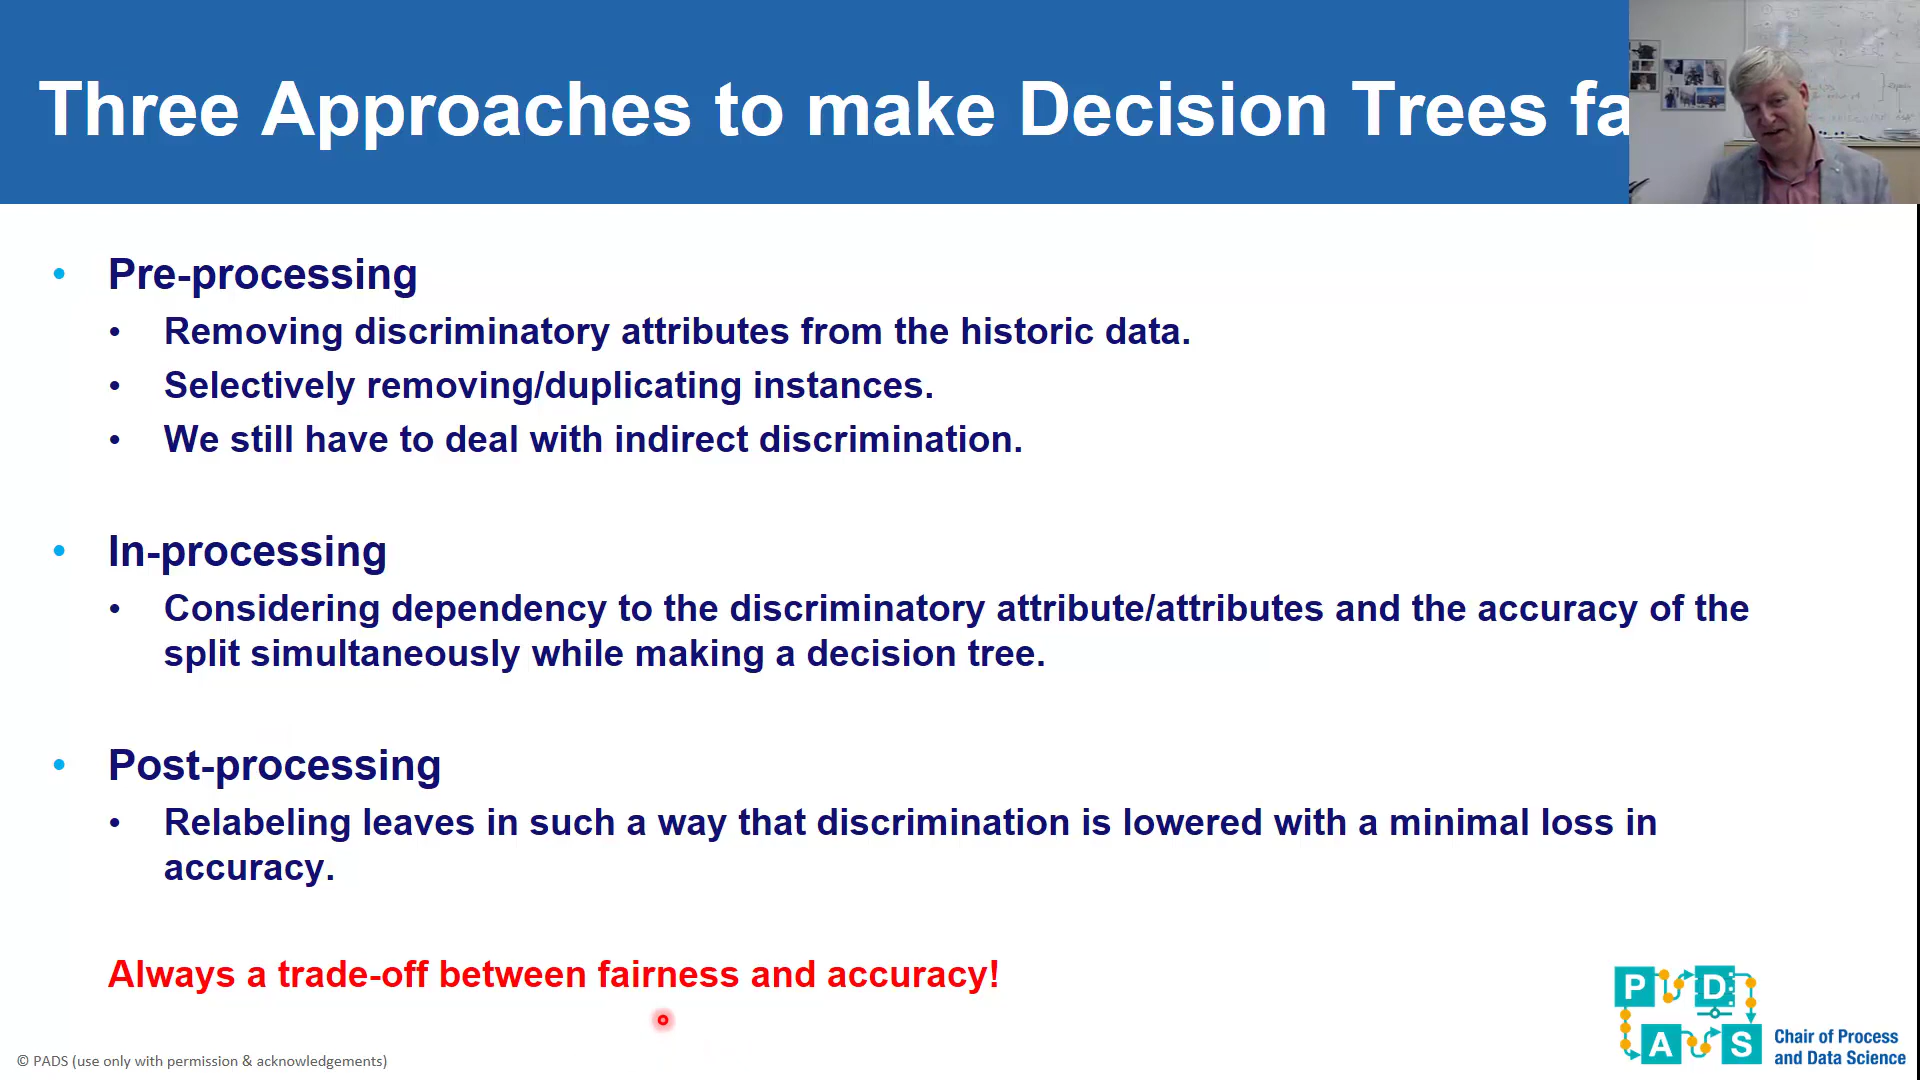 Three Approaches to make Decision Trees fa
• Pre-processing
• Removing discriminatory attributes from the historic data.
• Selectively removing/duplicating instances.
• We still have to deal with indirect discrimination.
• In-processing
• Considering dependency to the discriminatory attribute/attributes and the accuracy of the
split simultaneously while making a decision tree.
• Post-processing
• Relabeling leaves in such a way that discrimination is lowered with a minimal loss in
accuracy.
Always a trade-off between fairness and accuracy!
P D
A S
Chair of Process
and Data Science
© PADS (use only with permission & acknowledgements)